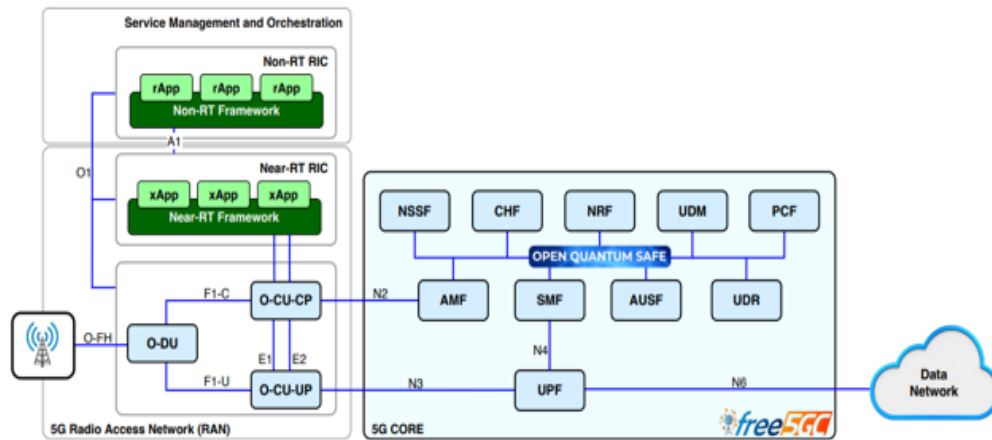 Service Management and Orchestration
Non-RT RIC
rApp rApp rApp
Non-RT Framework
A1
O1
Near-RT RIC
xApp xApp xApp
Near-RT Framework
NSSF CHF NRF UDM PCF
OPEN QUANTUM SAFE
F1-C O-CU-CP N2 AMF SMF AUSF UDR
O-FH O-DU
E1 E2 N4
F1-U O-CU-UP N3 UPF N6
Data
Network
5G Radio Access Network (RAN)
5G CORE
free5GC